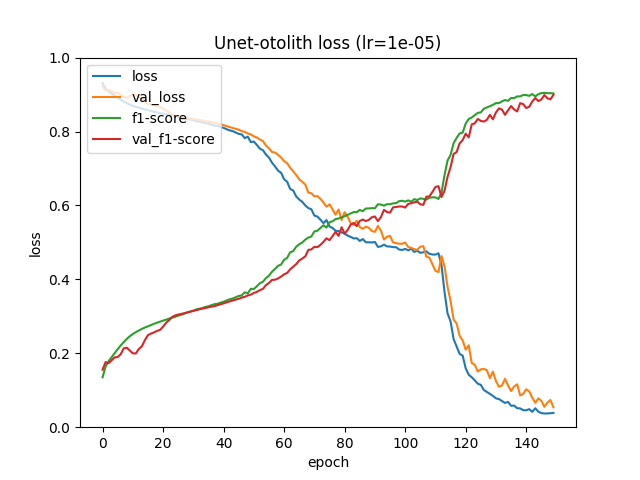 Unet-otolith loss (lr=1e-05)
loss
val_loss
f1-score
val_f1-score
1.0
0.8
0.6
0.4
0.2
0.0
loss
0 20 40 60 80 100 120 140
epoch